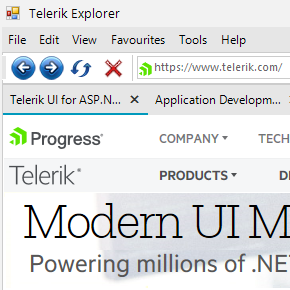 Telerik Explorer
File Edit View Favourites Tools Help
https://www.telerik.com/
Telerik UI for ASP.N... Application Developm...
Progress® COMPANY TECH
Telerik® PRODUCTS
Modern UI M
Powering millions of .NE